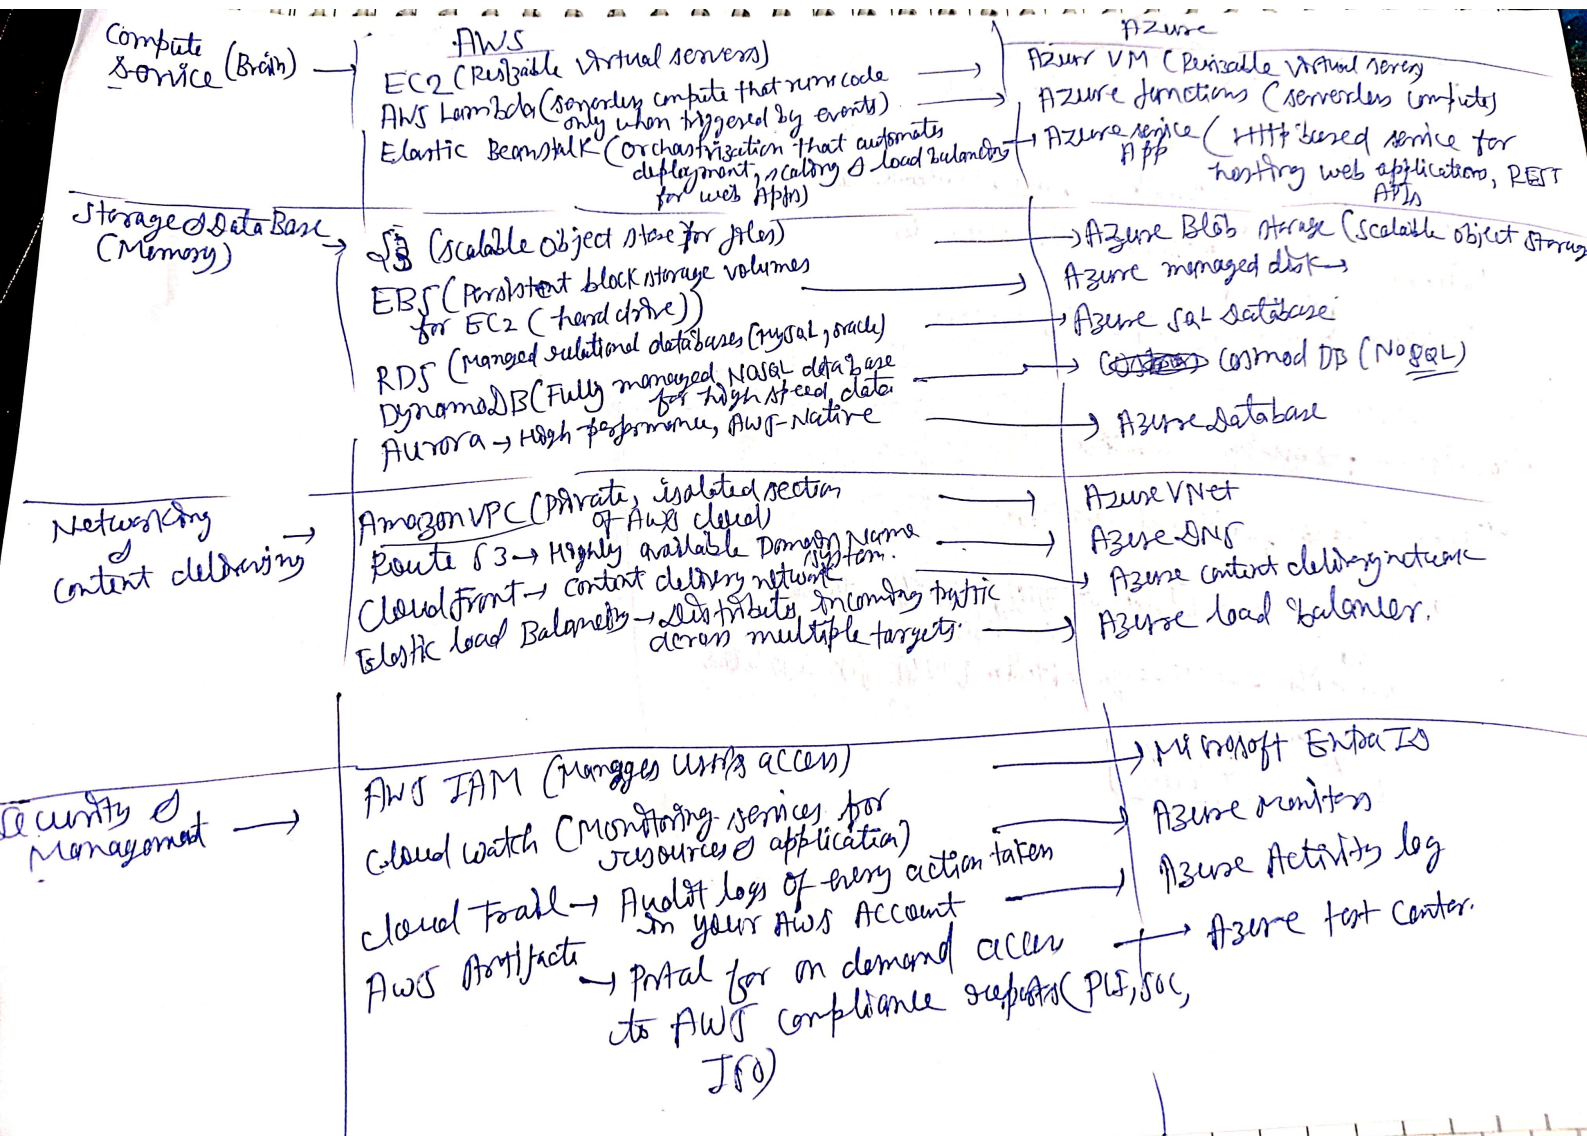 Compute
Service (Brain) →
AWS
Azure
EC2 (Resizable virtual servers) →
Azure VM (Resizable virtual servers
AWS Lambda (serverless compute that runs code
only when triggered by events) →
Azure functions (serverless compute)
Elastic Beanstalk (Orchastrization that automates
deployment, scaling & load balancing →
for web Apps)
Azure service
App
(Http based service for
hosting web applications, REST
APIs
Storage & DataBase
(Memory) →
S3 (scalable object store for files) →
Azure Blob storage (scalable object storage
EBS (Persistent block storage volumes
for EC2 (hard drive)) →
Azure managed disk →
RDS (Manged relational databases (mySQL, oracle) →
Azure SQL Database
DynamoDB (Fully managed NOSQL database
for high speed data →
Cosmod DB (NoSQL)
Aurora → High performance, AWS-Native →
Azure Database
Networking
&
content delivering →
Amazon VPC (Private, isolated section
of AWS cloud) →
Azure VNet
Route 53 → Highly available Domain Name
system. →
Azure DNS
Cloud Front → content delivery network →
Azure content delivery network
Elastic load Balancing → Distributes incoming traffic
across multiple targets. →
Azure load balancer.
Security &
Management →
AWS IAM (Manages users access) →
Microsoft Entra ID
Cloud watch (Monitoring services for
resources & application) →
Azure Monitor
Cloud Trail → Audit logs of every action taken
in your AWS Account →
Azure Activity log
AWS Artifacts → Portal for on demand access →
Azure tast Center.
to AWS compliance reports (PCI, SOC,
ISO)